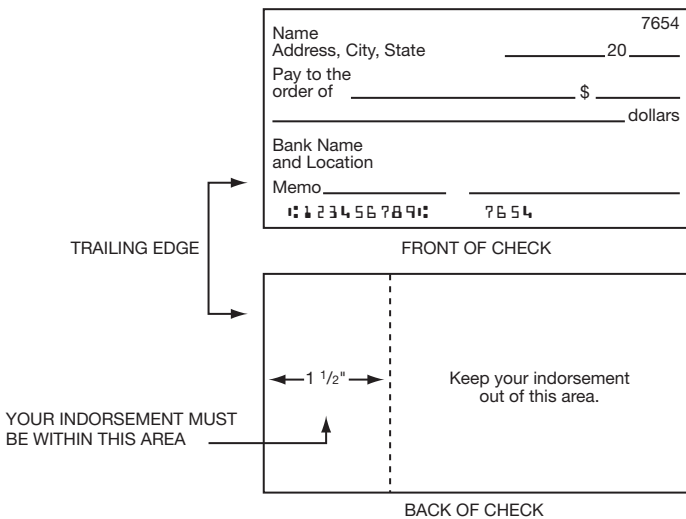 7654
Name
Address, City, State 20
Pay to the
order of $
dollars
Bank Name
and Location
Memo
⑆123456789⑆ 7654
TRAILING EDGE
FRONT OF CHECK
1 1/2"
Keep your indorsement
out of this area.
YOUR INDORSEMENT MUST
BE WITHIN THIS AREA
BACK OF CHECK